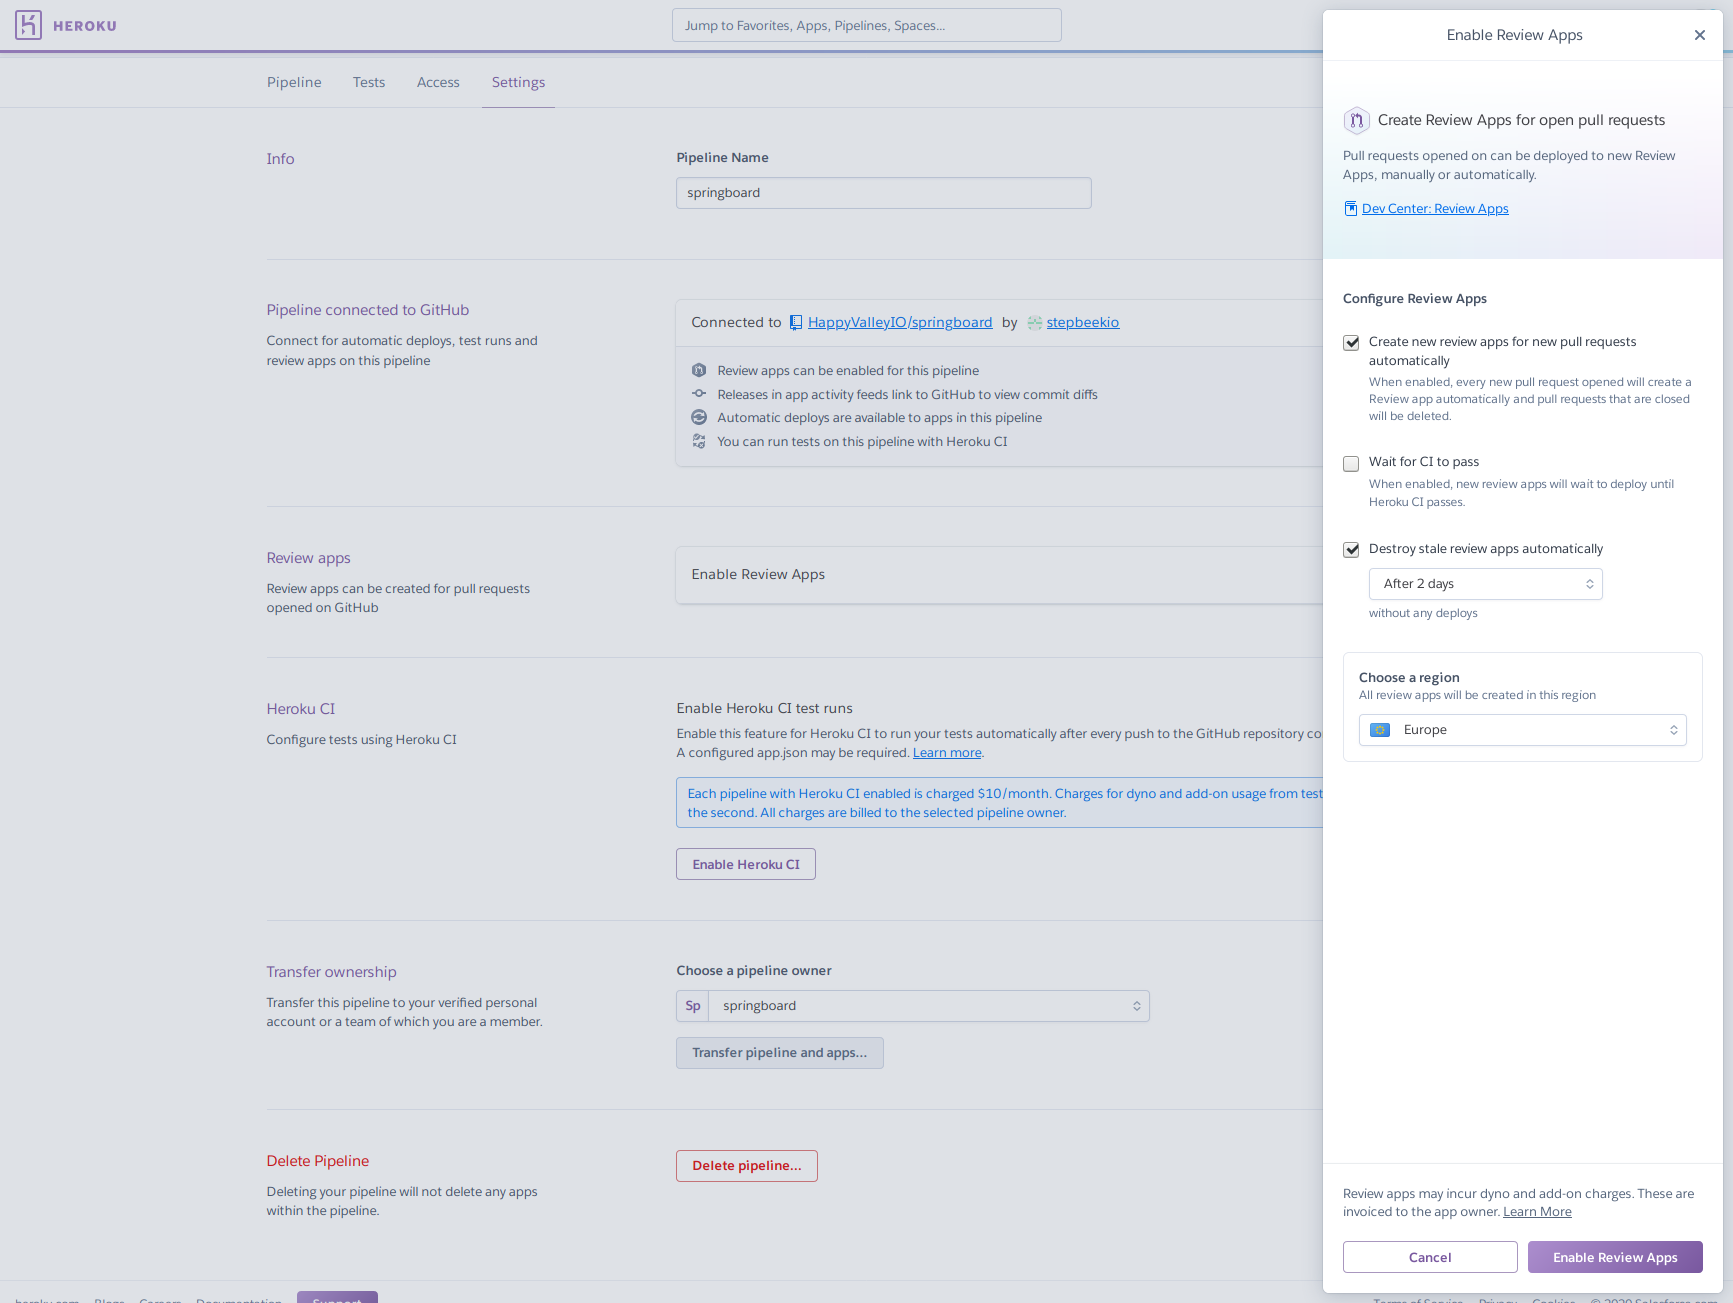 HEROKU
Jump to Favorites, Apps, Pipelines, Spaces...
Pipeline
Tests
Access
Settings
Info
Pipeline Name
springboard
Pipeline connected to GitHub
Connect for automatic deploys, test runs and
review apps on this pipeline
Connected to HappyValleyIO/springboard by stepbeekio
Review apps can be enabled for this pipeline
Releases in app activity feeds link to GitHub to view commit diffs
Automatic deploys are available to apps in this pipeline
You can run tests on this pipeline with Heroku CI
Review apps
Review apps can be created for pull requests
opened on GitHub
Enable Review Apps
Heroku CI
Configure tests using Heroku CI
Enable Heroku CI test runs
Enable this feature for Heroku CI to run your tests automatically after every push to the GitHub repository co
A configured app.json may be required. Learn more.
Each pipeline with Heroku CI enabled is charged $10/month. Charges for dyno and add-on usage from test
the second. All charges are billed to the selected pipeline owner.
Enable Heroku CI
Transfer ownership
Transfer this pipeline to your verified personal
account or a team of which you are a member.
Choose a pipeline owner
Sp springboard
Transfer pipeline and apps...
Delete Pipeline
Deleting your pipeline will not delete any apps
within the pipeline.
Delete pipeline...
heroku.com Blogs Careers Documentation Support
Terms of Service Privacy Cookies © 2020 Salesforce.com
Enable Review Apps
Create Review Apps for open pull requests
Pull requests opened on can be deployed to new Review
Apps, manually or automatically.
Dev Center: Review Apps
Configure Review Apps
Create new review apps for new pull requests
automatically
When enabled, every new pull request opened will create a
Review app automatically and pull requests that are closed
will be deleted.
Wait for CI to pass
When enabled, new review apps will wait to deploy until
Heroku CI passes.
Destroy stale review apps automatically
After 2 days
without any deploys
Choose a region
All review apps will be created in this region
Europe
Review apps may incur dyno and add-on charges. These are
invoiced to the app owner. Learn More
Cancel
Enable Review Apps